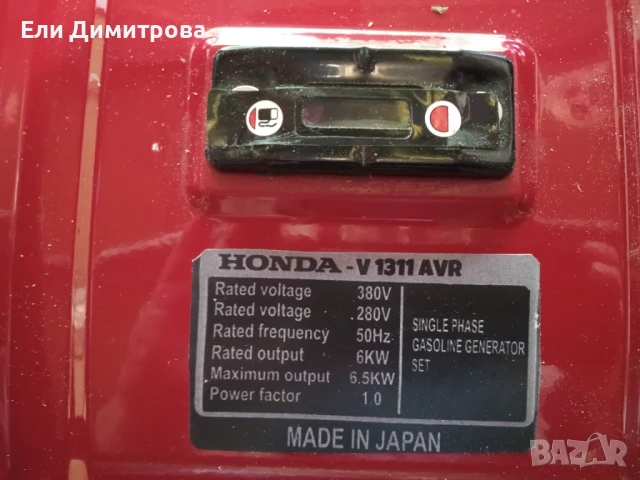 Ели Димитрова
HONDA - V 1311 AVR
Rated voltage 380V
Rated voltage 280V
Rated frequency 50Hz
Rated output 6KW
Maximum output 6.5KW
Power factor 1.0
SINGLE PHASE
GASOLINE GENERATOR
SET
MADE IN JAPAN
BAZAR